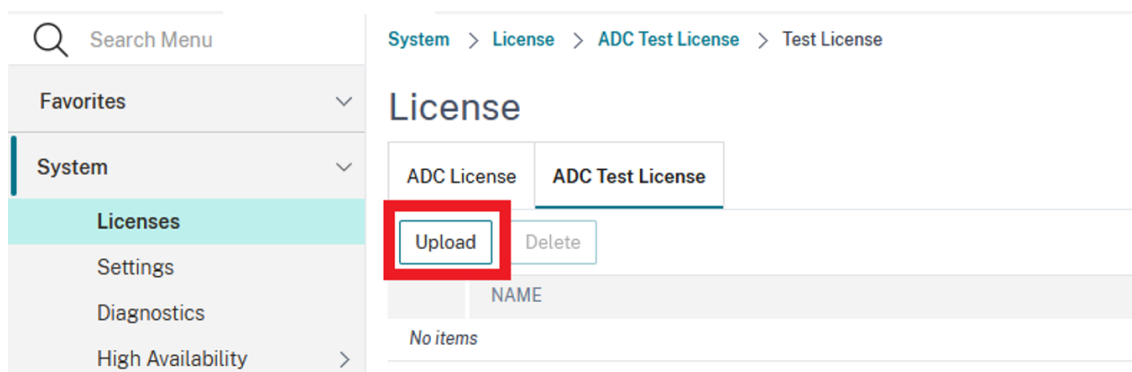 Search Menu
Favorites
System
Licenses
Settings
Diagnostics
High Availability
System > License > ADC Test License > Test License
License
ADC License ADC Test License
Upload Delete
NAME
No items